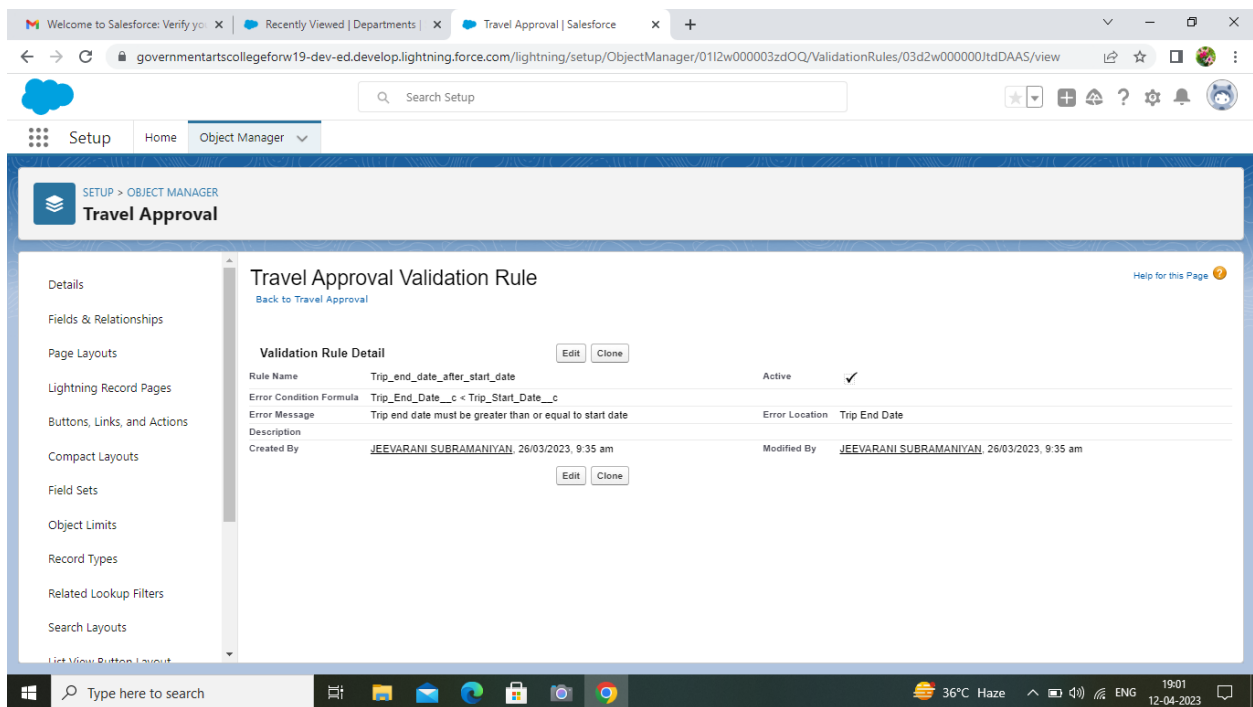 Welcome to Salesforce: Verify yo
Recently Viewed | Departments |
Travel Approval | Salesforce
governmentartscollegeforw19-dev-ed.develop.lightning.force.com/lightning/setup/ObjectManager/01I2w000003zdOQ/ValidationRules/03d2w000000JtdDAAS/view
Search Setup
Setup Home Object Manager
SETUP > OBJECT MANAGER
Travel Approval
Details
Fields & Relationships
Page Layouts
Lightning Record Pages
Buttons, Links, and Actions
Compact Layouts
Field Sets
Object Limits
Record Types
Related Lookup Filters
Search Layouts
List View Button Layout
Travel Approval Validation Rule
Help for this Page
Back to Travel Approval
Validation Rule Detail Edit Clone
Rule Name Trip_end_date_after_start_date Active ✓
Error Condition Formula Trip_End_Date__c < Trip_Start_Date__c
Error Message Trip end date must be greater than or equal to start date Error Location Trip End Date
Description
Created By JEEVARANI SUBRAMANIYAN, 26/03/2023, 9:35 am Modified By JEEVARANI SUBRAMANIYAN, 26/03/2023, 9:35 am
Edit Clone
Type here to search
36°C Haze
ENG
19:01
12-04-2023